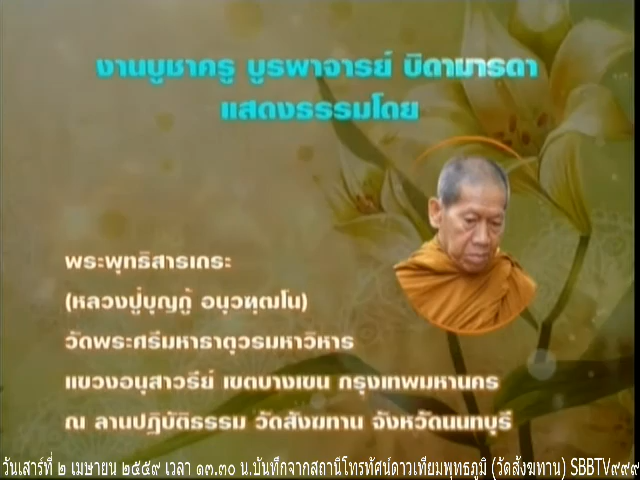 งานบูชาครู บูรพาจารย์ บิดามารดา
แสดงธรรมโดย
พระพุทธิสารเถระ
(หลวงปู่บุญกู้ อนุวฑฺฒโน)
วัดพระศรีมหาธาตุวรมหาวิหาร
แขวงอนุสาวรีย์ เขตบางเขน กรุงเทพมหานคร
ณ ลานปฏิบัติธรรม วัดสังฆทาน จังหวัดนนทบุรี
วันเสาร์ที่ ๒ เมษายน ๒๕๕๙ เวลา ๑๓.๓๐ น.บันทึกจากสถานีโทรทัศน์ดาวเทียมพุทธภูมิ (วัดสังฆทาน) SBBTV๙๙๙